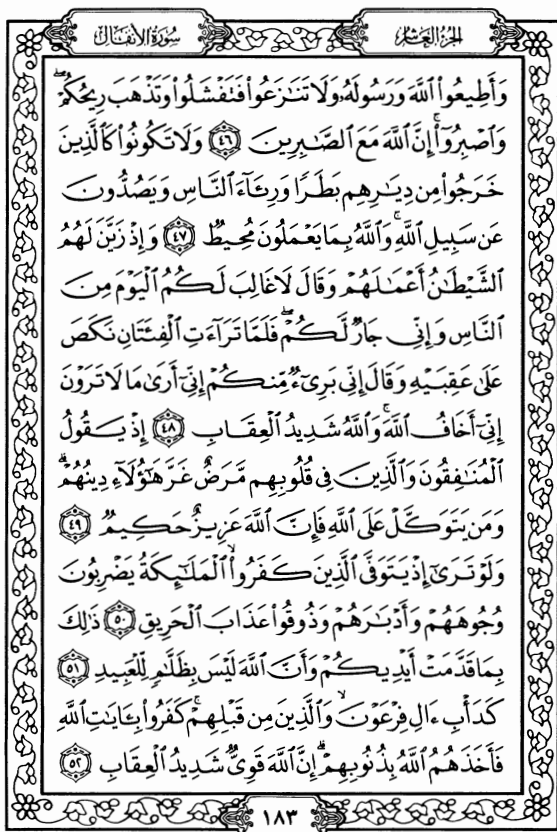 سورة الأنفال
الجزء العاشر
وَأَطِيعُوا۟ ٱللَّهَ وَرَسُولَهُۥ وَلَا تَنَٰزَعُوا۟ فَتَفْشَلُوا۟ وَتَذْهَبَ رِيحُكُمْ ۖ
وَٱصْبِرُوٓا۟ ۚ إِنَّ ٱللَّهَ مَعَ ٱلصَّٰبِرِينَ ٤٦ وَلَا تَكُونُوا۟ كَٱلَّذِينَ
خَرَجُوا۟ مِن دِيَٰرِهِم بَطَرًا وَرِئَآءَ ٱلنَّاسِ وَيَصُدُّونَ
عَن سَبِيلِ ٱللَّهِ ۚ وَٱللَّهُ بِمَا يَعْمَلُونَ مُحِيطٌ ٤٧ وَإِذْ زَيَّنَ لَهُمُ
ٱلشَّيْطَٰنُ أَعْمَٰلَهُمْ وَقَالَ لَا غَالِبَ لَكُمُ ٱلْيَوْمَ مِنَ
ٱلنَّاسِ وَإِنِّى جَارٌ لَّكُمْ ۖ فَلَمَّا تَرَآءَتِ ٱلْفِئَتَانِ نَكَصَ
عَلَىٰ عَقِبَيْهِ وَقَالَ إِنِّى بَرِىٓءٌ مِّنكُمْ إِنِّىٓ أَرَىٰ مَا لَا تَرَوْنَ
إِنِّىٓ أَخَافُ ٱللَّهَ ۚ وَٱللَّهُ شَدِيدُ ٱلْعِقَابِ ٤٨ إِذْ يَقُولُ
ٱلْمُنَٰفِقُونَ وَٱلَّذِينَ فِى قُلُوبِهِم مَّرَضٌ غَرَّ هَٰٓؤُلَآءِ دِينُهُمْ ۗ
وَمَن يَتَوَكَّلْ عَلَى ٱللَّهِ فَإِنَّ ٱللَّهَ عَزِيزٌ حَكِيمٌ ٤٩
وَلَوْ تَرَىٰٓ إِذْ يَتَوَفَّى ٱلَّذِينَ كَفَرُوا۟ ۙ ٱلْمَلَٰٓئِكَةُ يَضْرِبُونَ
وُجُوهَهُمْ وَأَدْبَٰرَهُمْ وَذُوقُوا۟ عَذَابَ ٱلْحَرِيقِ ٥٠ ذَٰلِكَ
بِمَا قَدَّمَتْ أَيْدِيكُمْ وَأَنَّ ٱللَّهَ لَيْسَ بِظَلَّٰمٍ لِّلْعَبِيدِ ٥١
كَدَأْبِ ءَالِ فِرْعَوْنَ ۙ وَٱلَّذِينَ مِن قَبْلِهِمْ ۚ كَفَرُوا۟ بِـَٔايَٰتِ ٱللَّهِ
فَأَخَذَهُمُ ٱللَّهُ بِذُنُوبِهِمْ ۗ إِنَّ ٱللَّهَ قَوِىٌّ شَدِيدُ ٱلْعِقَابِ ٥٢
١٨٣